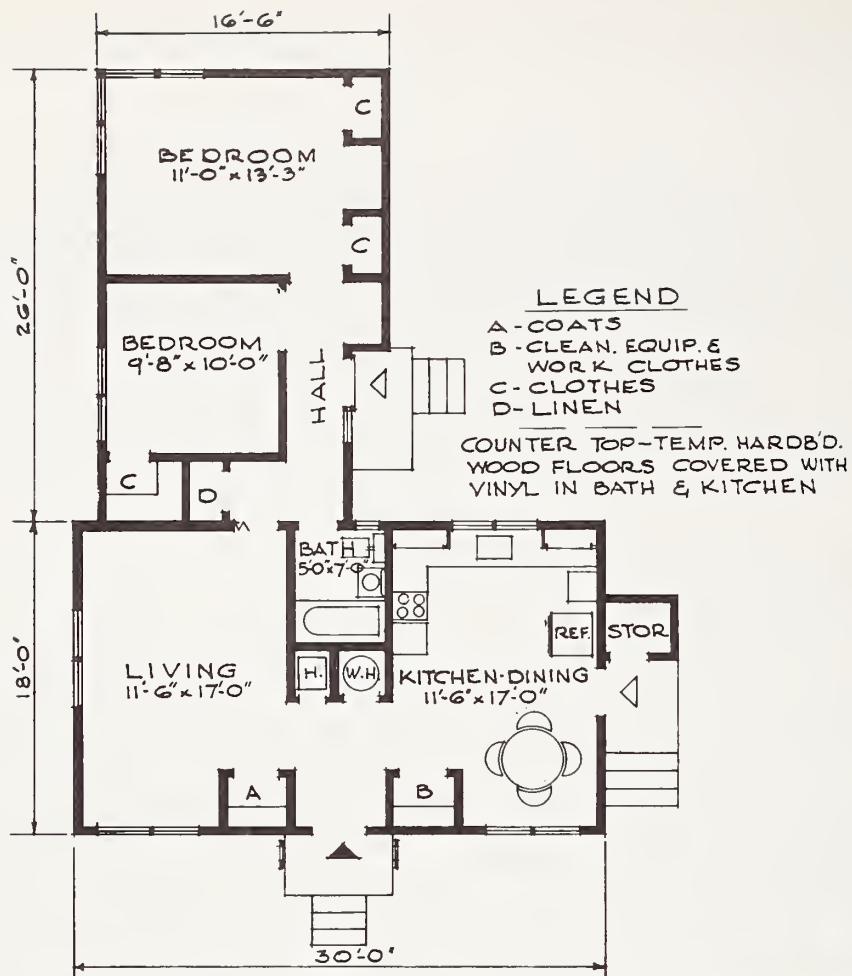 16'-6"
C
BEDROOM
11'-0" x 13'-3"
C
26'-0"
BEDROOM
9'-8" x 10'-0"
HALL
C
D
LEGEND
A - COATS
B - CLEAN. EQUIP. &
WORK CLOTHES
C - CLOTHES
D - LINEN
COUNTER TOP - TEMP. HARDB'D.
WOOD FLOORS COVERED WITH
VINYL IN BATH & KITCHEN
BATH
5'-0" x 7'-0"
18'-0"
LIVING
11'-6" x 17'-0"
H.
W.H
KITCHEN-DINING
11'-6" x 17'-0"
REF.
STOR
A
B
30'-0"